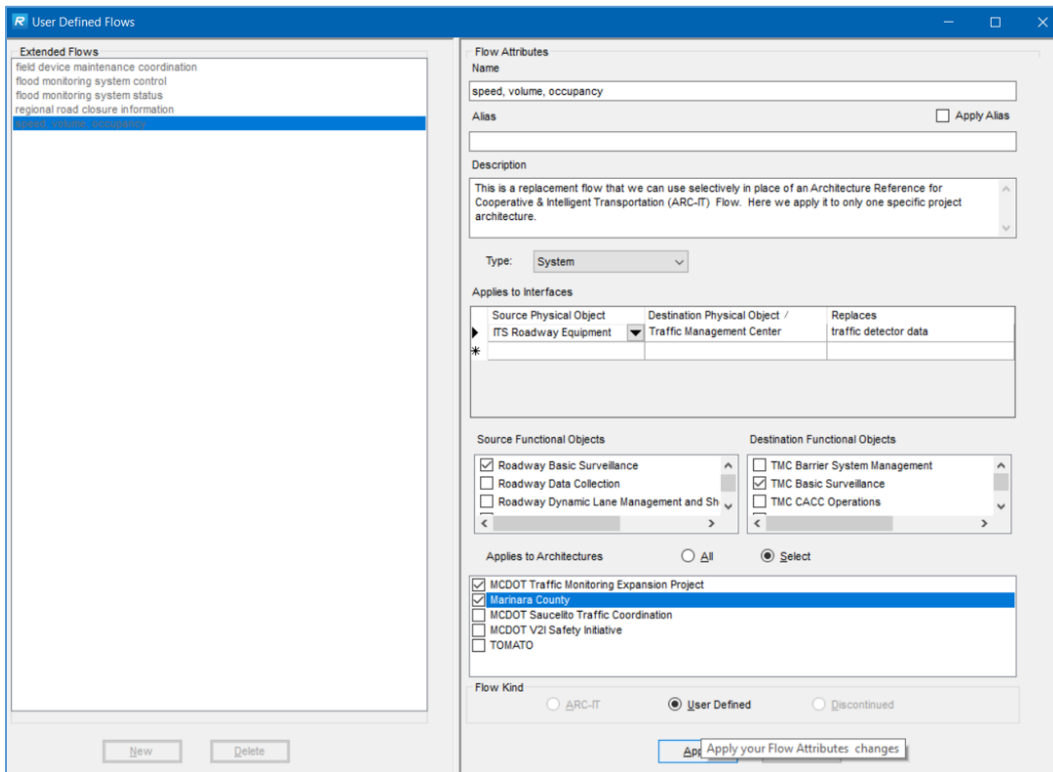 User Defined Flows
Extended Flows
field device maintenance coordination
flood monitoring system control
flood monitoring system status
regional road closure information
speed, volume, occupancy
New
Delete
Flow Attributes
Name
speed, volume, occupancy
Alias
Apply Alias
Description
This is a replacement flow that we can use selectively in place of an Architecture Reference for
Cooperative & Intelligent Transportation (ARC-IT) Flow. Here we apply it to only one specific project
architecture.
Type:
System
Applies to Interfaces
Source Physical Object Destination Physical Object Replaces
ITS Roadway Equipment Traffic Management Center traffic detector data
Source Functional Objects
Roadway Basic Surveillance
Roadway Data Collection
Roadway Dynamic Lane Management and Sh
Destination Functional Objects
TMC Barrier System Management
TMC Basic Surveillance
TMC CACC Operations
Applies to Architectures
All
Select
MCDOT Traffic Monitoring Expansion Project
Marinara County
MCDOT Saucelito Traffic Coordination
MCDOT V2I Safety Initiative
TOMATO
Flow Kind
ARC-IT
User Defined
Discontinued
App
Apply your Flow Attributes changes